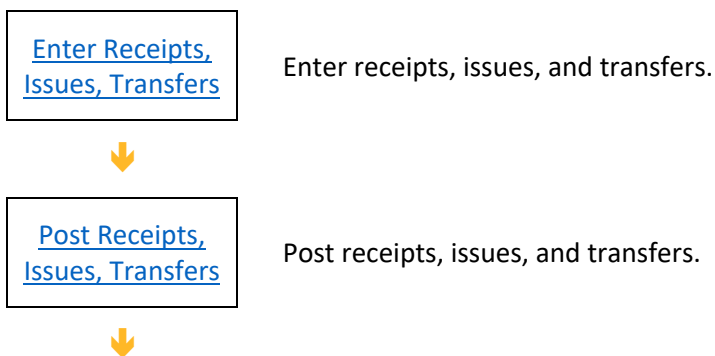 Enter Receipts,
Issues, Transfers
Enter receipts, issues, and transfers.
Post Receipts,
Issues, Transfers
Post receipts, issues, and transfers.